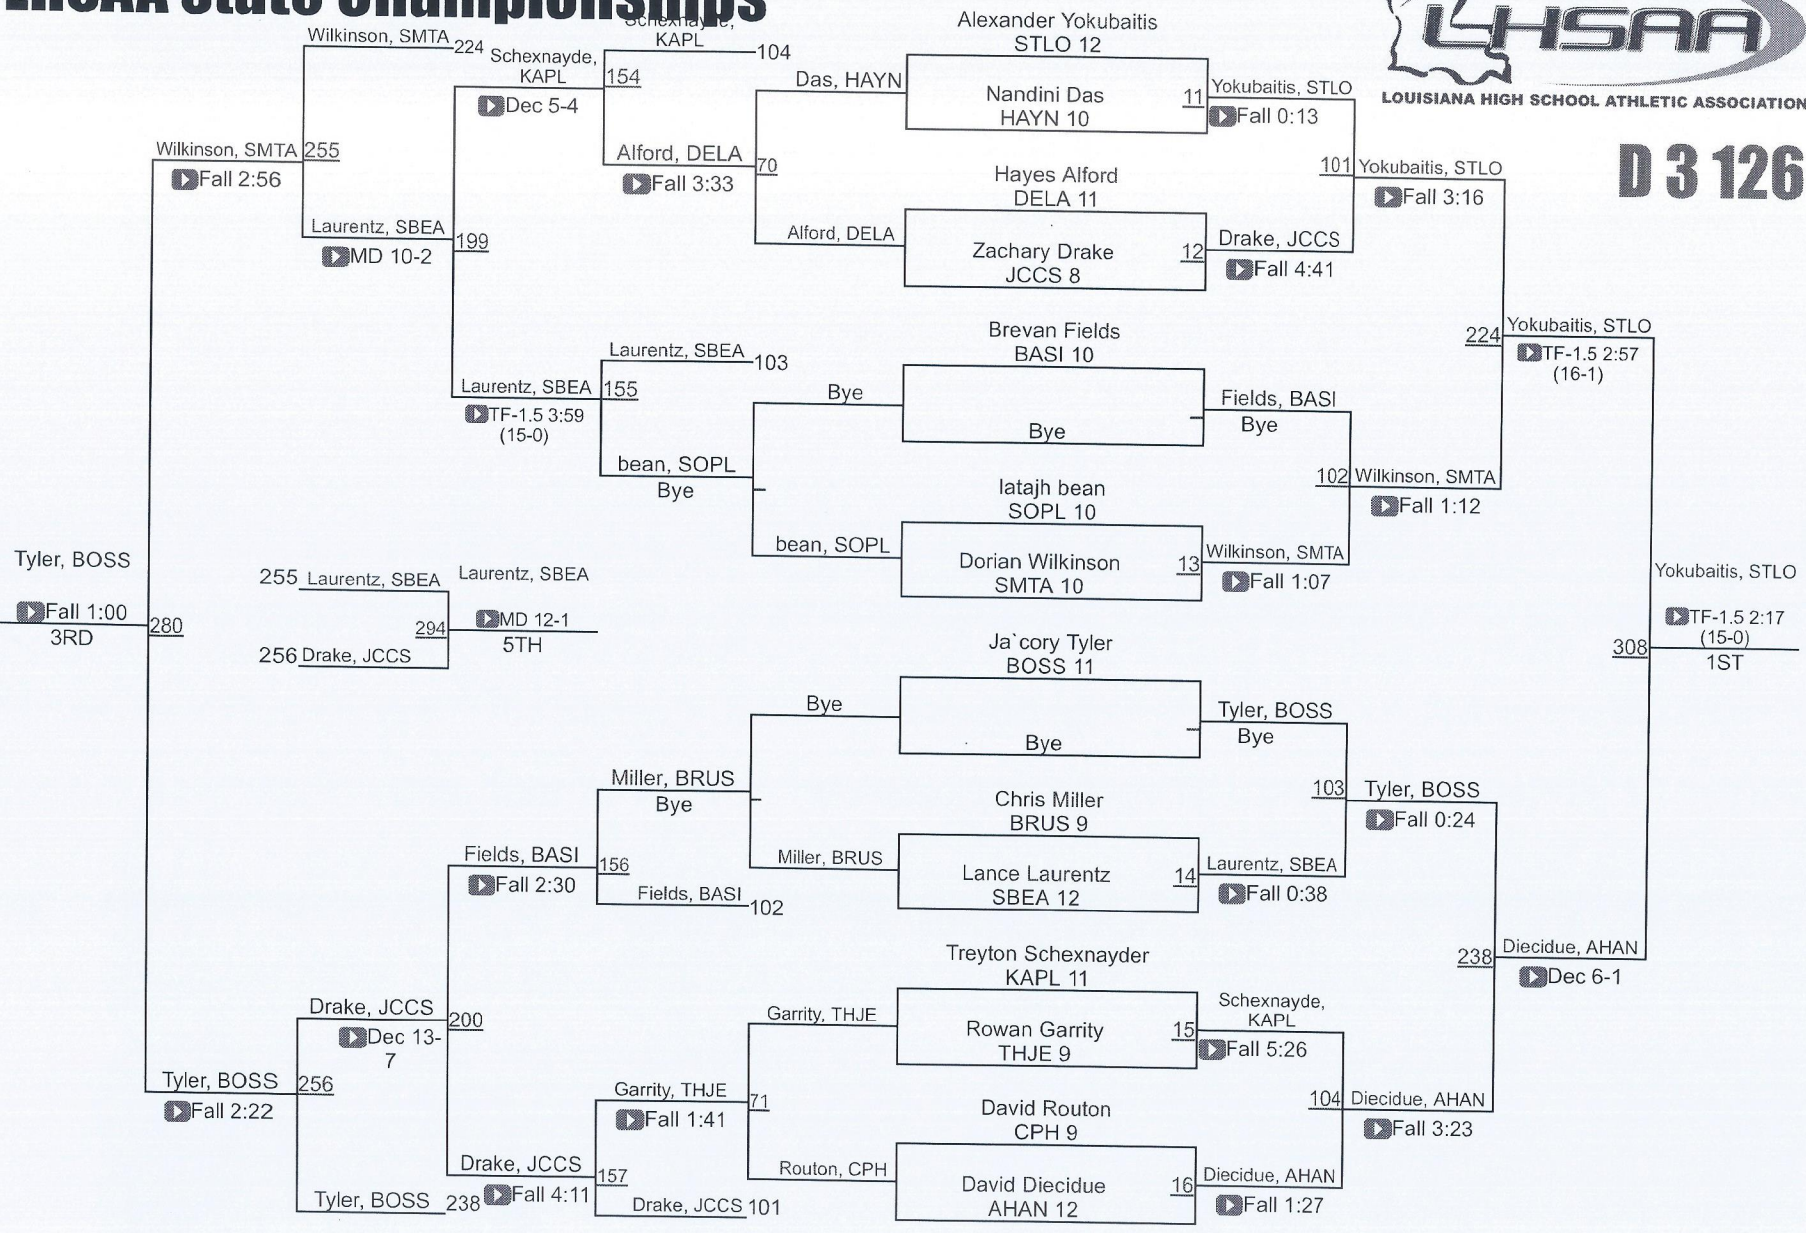 LHSAA State Championships
LHSAA
LOUISIANA HIGH SCHOOL ATHLETIC ASSOCIATION
D 3 126
Alexander Yokubaitis
STLO 12
Nandini Das
HAYN 10
11
Hayes Alford
DELA 11
Zachary Drake
JCCS 8
12
Brevan Fields
BASI 10
Bye
latajh bean
SOPL 10
Dorian Wilkinson
SMTA 10
13
Ja`cory Tyler
BOSS 11
Bye
Chris Miller
BRUS 9
Lance Laurentz
SBEA 12
14
Treyton Schexnayder
KAPL 11
Rowan Garrity
THJE 9
15
David Routon
CPH 9
David Diecidue
AHAN 12
16
Yokubaitis, STLO
Fall 0:13
Drake, JCCS
Fall 4:41
Fields, BASI
Bye
Wilkinson, SMTA
Fall 1:07
Tyler, BOSS
Bye
Laurentz, SBEA
Fall 0:38
Schexnayde,
KAPL
Fall 5:26
Diecidue, AHAN
Fall 1:27
101
Yokubaitis, STLO
Fall 3:16
102
Wilkinson, SMTA
Fall 1:12
103
Tyler, BOSS
Fall 0:24
104
Diecidue, AHAN
Fall 3:23
224
Yokubaitis, STLO
TF-1.5 2:57
(16-1)
238
Diecidue, AHAN
Dec 6-1
308
Yokubaitis, STLO
TF-1.5 2:17
(15-0)
1ST
Das, HAYN
Alford, DELA
Bye
bean, SOPL
Bye
Miller, BRUS
Garrity, THJE
Routon, CPH
Schexnayde,
KAPL
104
Alford, DELA
70
Fall 3:33
Laurentz, SBEA
103
bean, SOPL
Bye
Miller, BRUS
Bye
Fields, BASI
102
Garrity, THJE
71
Fall 1:41
Drake, JCCS
101
Schexnayde,
KAPL
154
Dec 5-4
Laurentz, SBEA
155
TF-1.5 3:59
(15-0)
Fields, BASI
156
Fall 2:30
Drake, JCCS
157
Fall 4:11
Wilkinson, SMTA
224
Laurentz, SBEA
199
MD 10-2
Drake, JCCS
200
Dec 13-
7
Tyler, BOSS
238
Wilkinson, SMTA
255
Fall 2:56
Tyler, BOSS
256
Fall 2:22
Tyler, BOSS
Fall 1:00
280
3RD
255 Laurentz, SBEA
256 Drake, JCCS
294
Laurentz, SBEA
MD 12-1
5TH